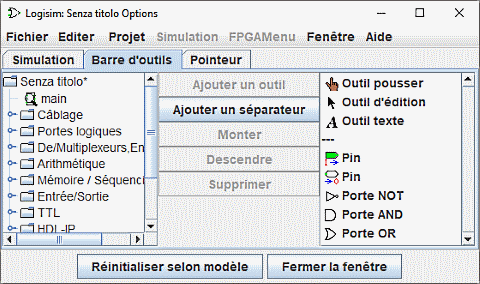 Logisim: Senza titolo Options
Fichier Editer Projet Simulation FPGAMenu Fenêtre Aide
Simulation Barre d'outils Pointeur
Senza titolo*
main
Câblage
Portes logiques
De/Multiplexeurs,En
Arithmétique
Mémoire / Séquenci
Entrée/Sortie
TTL
HDL-IP
Ajouter un outil
Ajouter un séparateur
Monter
Descendre
Supprimer
Outil pousser
Outil d'édition
Outil texte
---
Pin
Pin
Porte NOT
Porte AND
Porte OR
Réinitialiser selon modèle Fermer la fenêtre